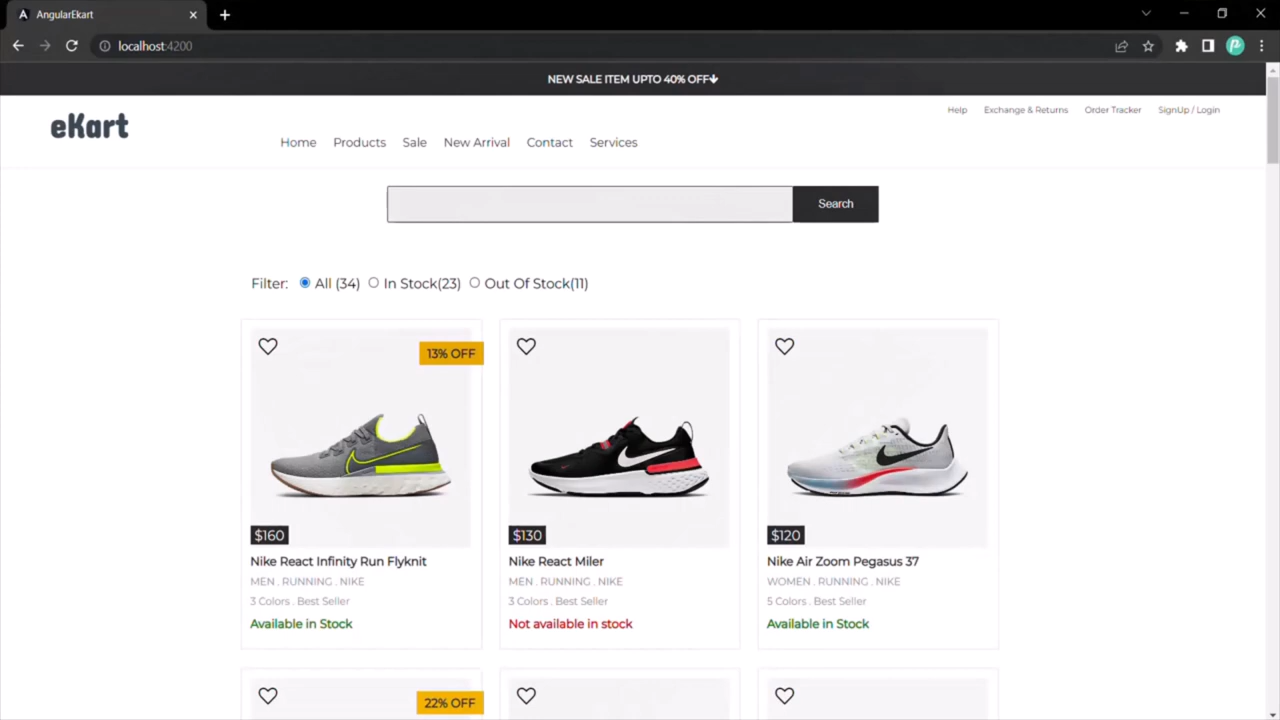 AngularEkart
localhost:4200
NEW SALE ITEM UPTO 40% OFF
Help Exchange & Returns Order Tracker SignUp / Login
eKart
Home Products Sale New Arrival Contact Services
Search
Filter: All (34) In Stock(23) Out Of Stock(11)
13% OFF
$160 $130 $120
Nike React Infinity Run Flyknit Nike React Miler Nike Air Zoom Pegasus 37
MEN . RUNNING . NIKE MEN . RUNNING . NIKE WOMEN . RUNNING . NIKE
3 Colors . Best Seller 3 Colors . Best Seller 5 Colors . Best Seller
Available in Stock Not available in stock Available in Stock
22% OFF